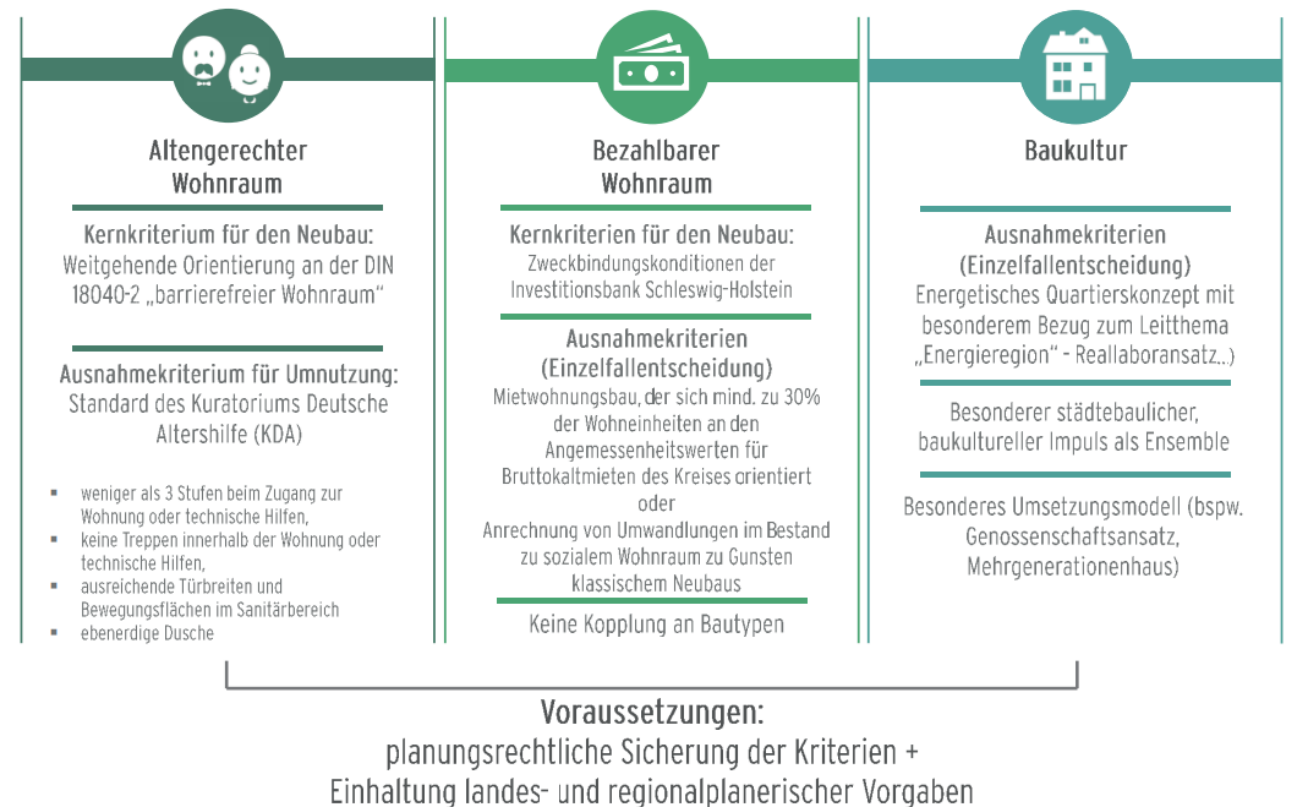 Altengerechter
Wohnraum
Kernkriterium für den Neubau:
Weitgehende Orientierung an der DIN
18040-2 „barrierefreier Wohnraum“
Ausnahmekriterium für Umnutzung:
Standard des Kuratoriums Deutsche
Altershilfe (KDA)
▪ weniger als 3 Stufen beim Zugang zur
Wohnung oder technische Hilfen,
▪ keine Treppen innerhalb der Wohnung oder
technische Hilfen,
▪ ausreichende Türbreiten und
Bewegungsflächen im Sanitärbereich
▪ ebenerdige Dusche
Bezahlbarer
Wohnraum
Kernkriterien für den Neubau:
Zweckbindungskonditionen der
Investitionsbank Schleswig-Holstein
Ausnahmekriterien
(Einzelfallentscheidung)
Mietwohnungsbau, der sich mind. zu 30%
der Wohneinheiten an den
Angemessenheitswerten für
Bruttokaltmieten des Kreises orientiert
oder
Anrechnung von Umwandlungen im Bestand
zu sozialem Wohnraum zu Gunsten
klassischem Neubaus
Keine Kopplung an Bautypen
Baukultur
Ausnahmekriterien
(Einzelfallentscheidung)
Energetisches Quartierskonzept mit
besonderem Bezug zum Leitthema
„Energieregion“ - Reallaboransatz...)
Besonderer städtebaulicher,
baukultureller Impuls als Ensemble
Besonderes Umsetzungsmodell (bspw.
Genossenschaftsansatz,
Mehrgenerationenhaus)
Voraussetzungen:
planungsrechtliche Sicherung der Kriterien +
Einhaltung landes- und regionalplanerischer Vorgaben